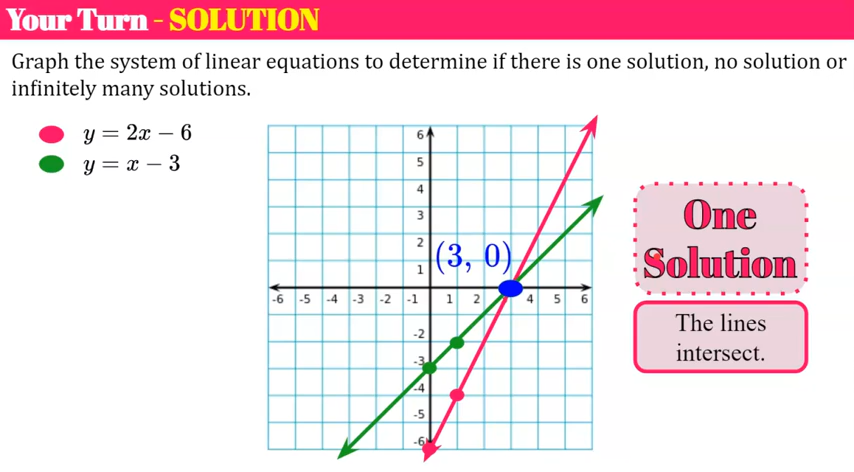 Your Turn - SOLUTION
Graph the system of linear equations to determine if there is one solution, no solution or
infinitely many solutions.
y = 2x − 6
y = x − 3
6
5
4
3
2
1
(3, 0)
-6 -5 -4 -3 -2 -1 1 2 4 5 6
-2
-3
-4
-5
-6
One
Solution
The lines
intersect.